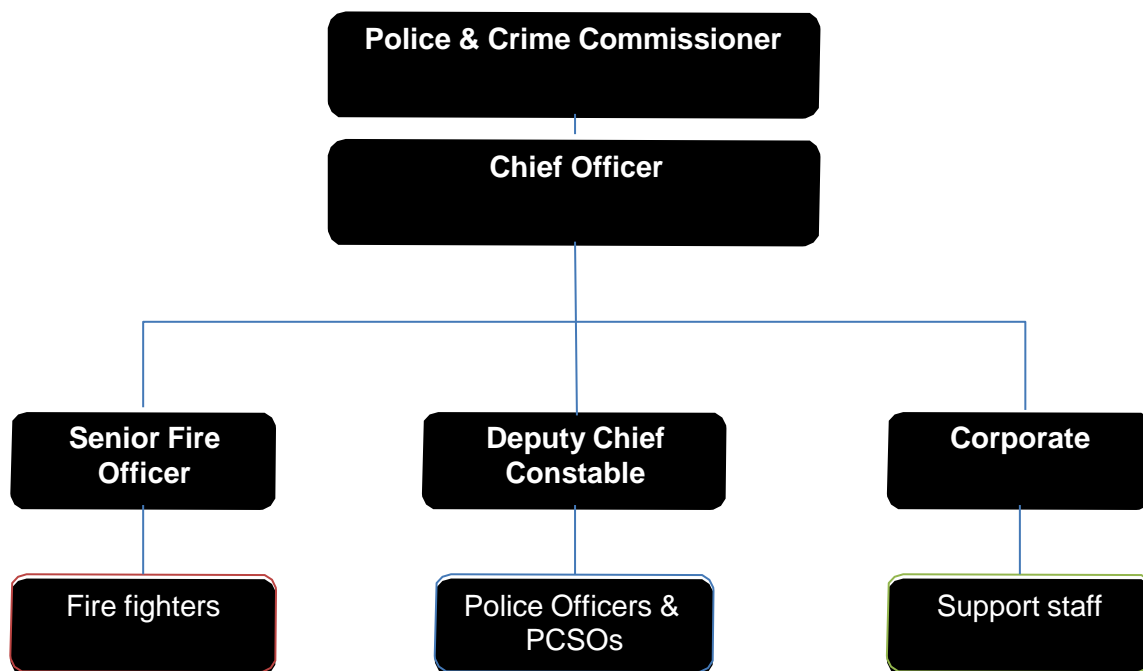 Police & Crime Commissioner
Chief Officer
Senior Fire
Officer
Deputy Chief
Constable
Corporate
Fire fighters
Police Officers &
PCSOs
Support staff